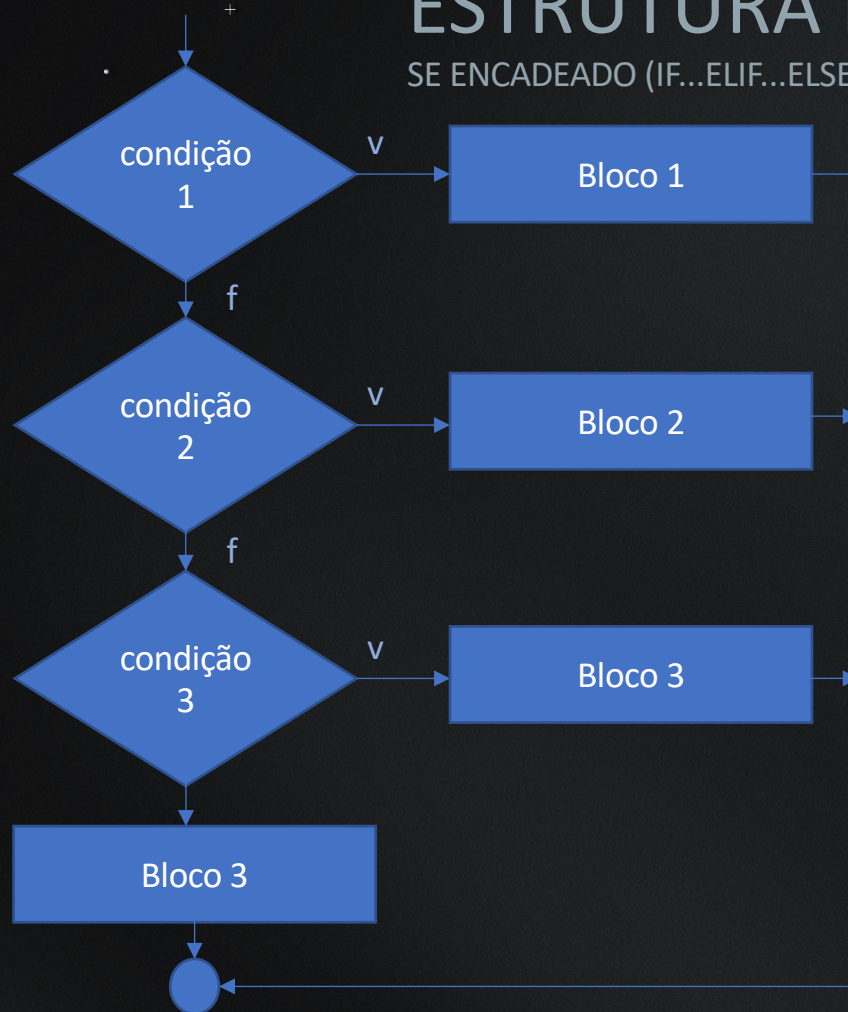 ESTRUTURA
SE ENCADEADO (IF...ELIF...ELSE
condição
1
v
Bloco 1
f
condição
2
v
Bloco 2
f
condição
3
v
Bloco 3
Bloco 3